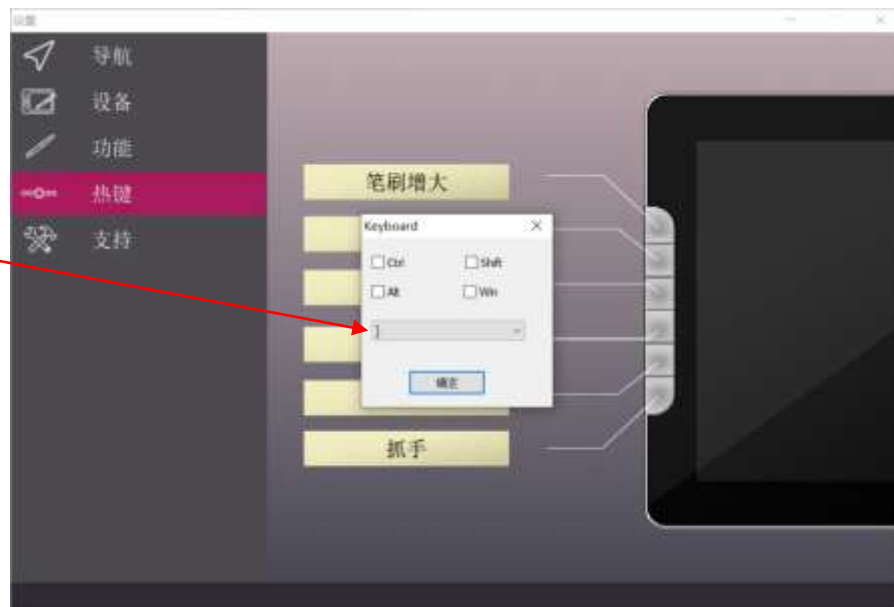 设置
导航
设备
功能
热键
支持
笔刷增大
Keyboard
Ctrl
Shift
Alt
Win
]
确定
抓手